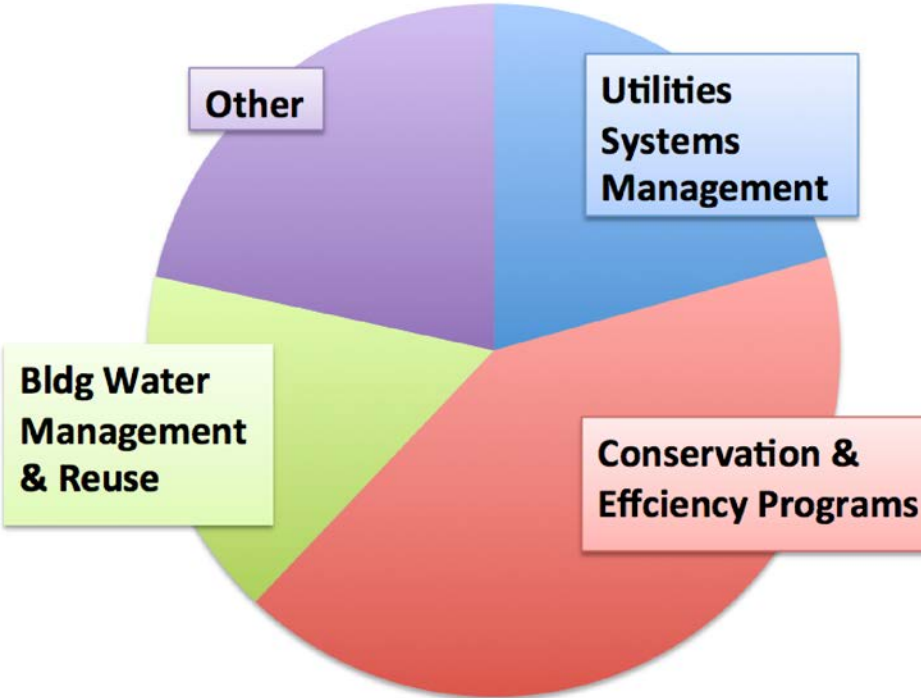 Other
Utilities
Systems
Management
Bldg Water
Management
& Reuse
Conservation &
Effciency Programs